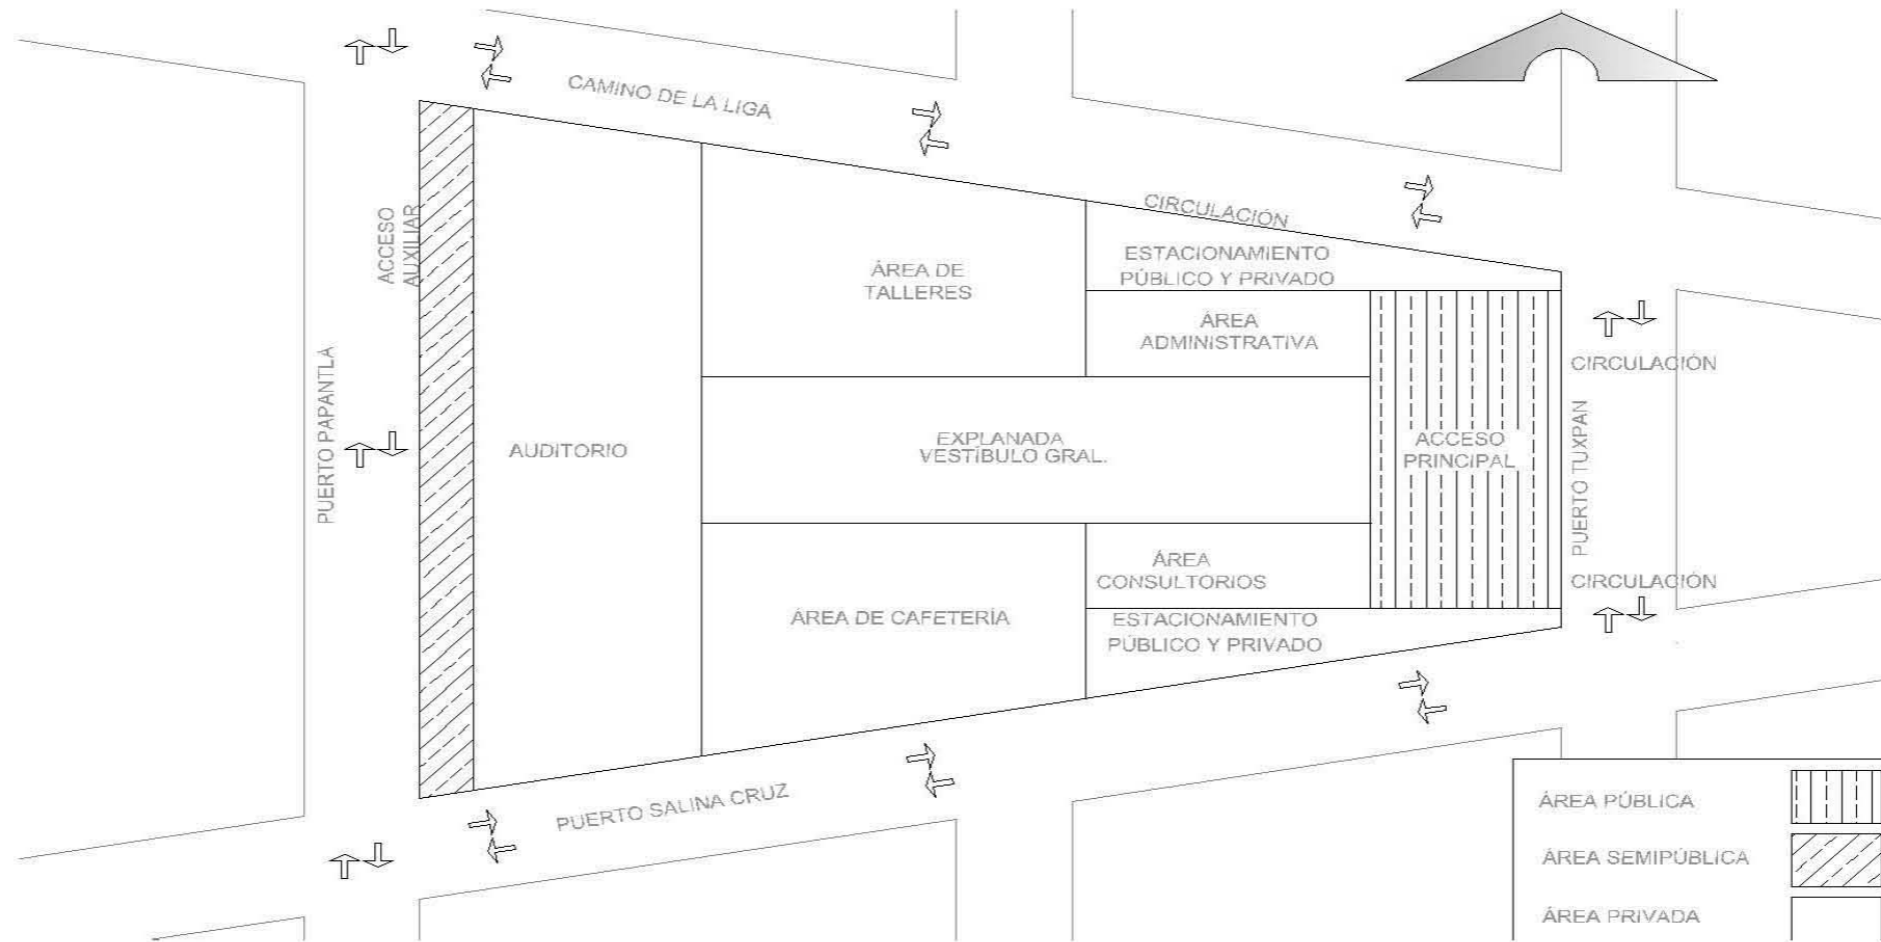 CAMINO DE LA LIGA
CIRCULACIÓN
ACCESO
AUXILIAR
ESTACIONAMIENTO
PÚBLICO Y PRIVADO
ÁREA DE
TALLERES
ÁREA
ADMINISTRATIVA
CIRCULACIÓN
PUERTO PAPANTLA
AUDITORIO
EXPLANADA
VESTÍBULO GRAL.
ACCESO
PRINCIPAL
PUERTO TUXPAN
ÁREA
CONSULTORIOS
CIRCULACIÓN
ÁREA DE CAFETERÍA
ESTACIONAMIENTO
PÚBLICO Y PRIVADO
PUERTO SALINA CRUZ
ÁREA PÚBLICA
ÁREA SEMIPÚBLICA
ÁREA PRIVADA